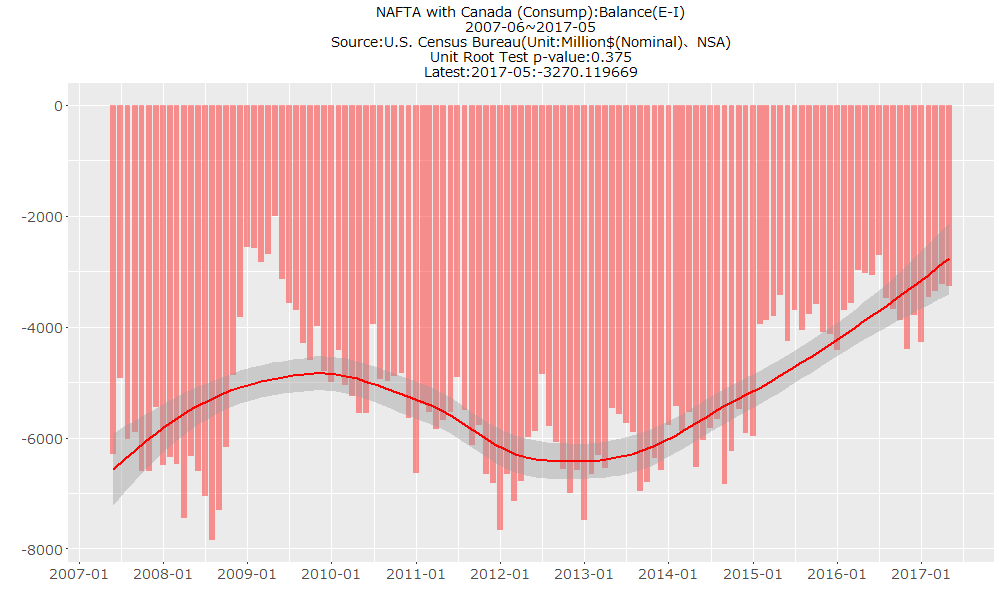 NAFTA with Canada (Consump):Balance(E-I)
2007-06~2017-05
Source:U.S. Census Bureau(Unit:Million$(Nominal)、NSA)
Unit Root Test p-value:0.375
Latest:2017-05:-3270.119669
0
-2000
-4000
-6000
-8000
2007-01 2008-01 2009-01 2010-01 2011-01 2012-01 2013-01 2014-01 2015-01 2016-01 2017-01